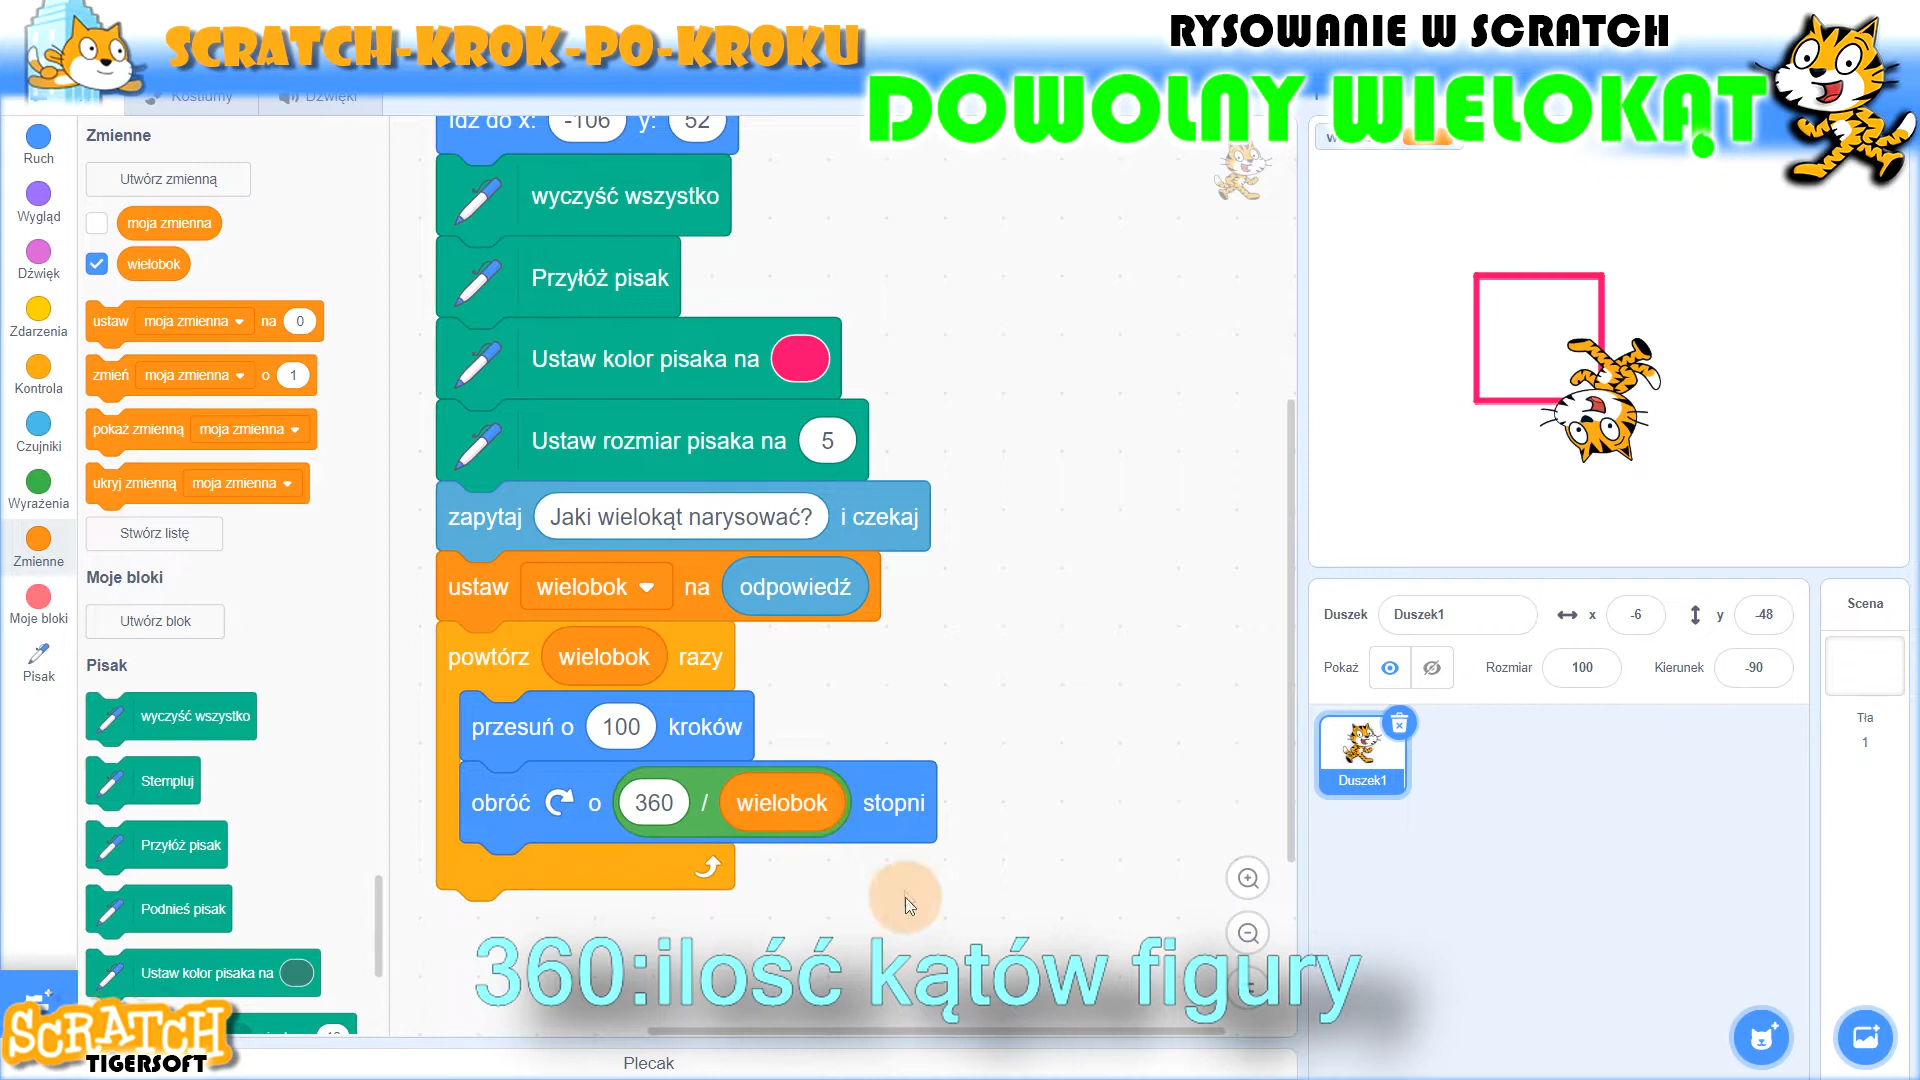 SCRATCH-KROK-PO-KROKU
RYSOWANIE W SCRATCH
DOWOLNY WIELOKĄT
Kostiumy
Dźwięki
Ruch
Wygląd
Dźwięk
Zdarzenia
Kontrola
Czujniki
Wyrażenia
Zmienne
Moje bloki
Pisak
Zmienne
Utwórz zmienną
moja zmienna
wielobok
ustaw moja zmienna na 0
zmień moja zmienna o 1
pokaż zmienną moja zmienna
ukryj zmienną moja zmienna
Stwórz listę
Moje bloki
Utwórz blok
Pisak
wyczyść wszystko
Stempluj
Przyłóż pisak
Podnieś pisak
Ustaw kolor pisaka na
idź do x: -106 y: 52
wyczyść wszystko
Przyłóż pisak
Ustaw kolor pisaka na
Ustaw rozmiar pisaka na 5
zapytaj Jaki wielokąt narysować? i czekaj
ustaw wielobok na odpowiedź
powtórz wielobok razy
przesuń o 100 kroków
obróć o 360 / wielobok stopni
360:ilość kątów figury
Plecak
SCRATCH
TIGERSOFT
Duszek Duszek1 x -6 y -48
Pokaż Rozmiar 100 Kierunek -90
Duszek1
Scena
Tła
1